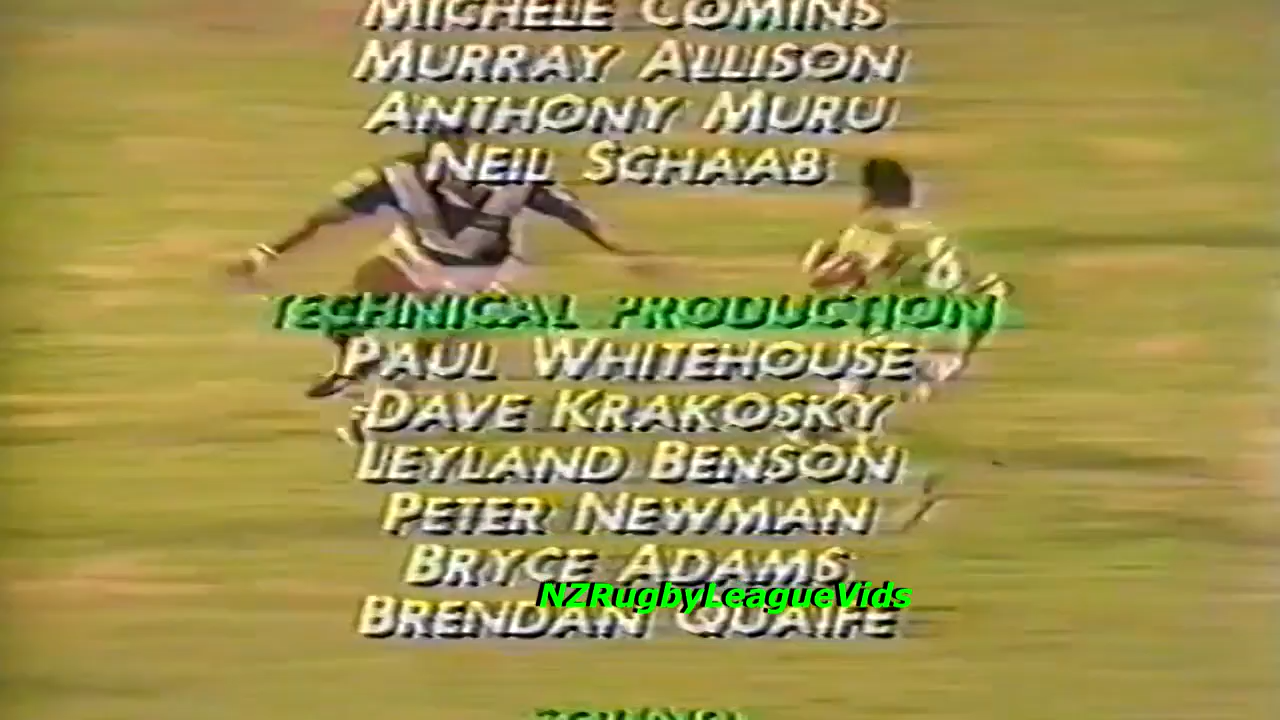 MICHELE COMINS
MURRAY ALLISON
ANTHONY MURU
NEIL SCHAAB
TECHNICAL PRODUCTION
PAUL WHITEHOUSE
DAVE KRAKOSKY
LEYLAND BENSON
PETER NEWMAN
BRYCE ADAMS
NZRugbyLeagueVids
BRENDAN QUAIFE